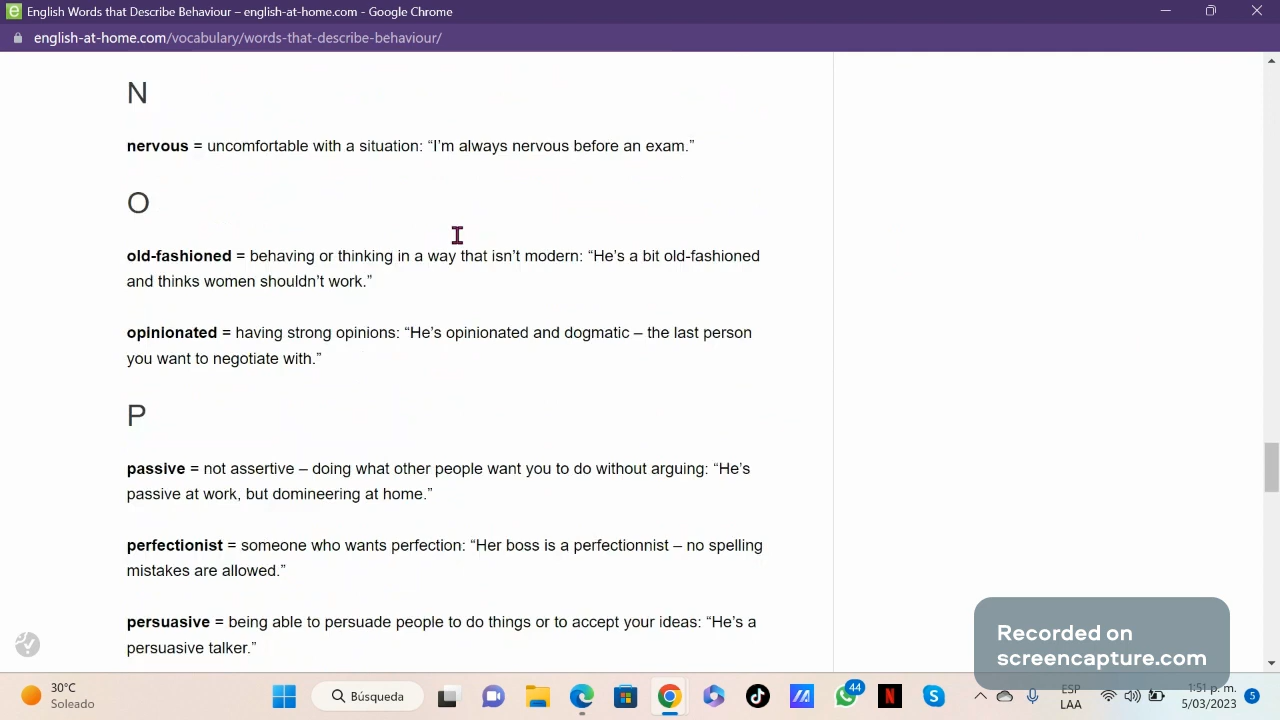 English Words that Describe Behaviour – english-at-home.com - Google Chrome
english-at-home.com/vocabulary/words-that-describe-behaviour/
N
nervous = uncomfortable with a situation: “I’m always nervous before an exam.”
O
old-fashioned = behaving or thinking in a way that isn’t modern: “He’s a bit old-fashioned
and thinks women shouldn’t work.”
opinionated = having strong opinions: “He’s opinionated and dogmatic – the last person
you want to negotiate with.”
P
passive = not assertive – doing what other people want you to do without arguing: “He’s
passive at work, but domineering at home.”
perfectionist = someone who wants perfection: “Her boss is a perfectionnist – no spelling
mistakes are allowed.”
persuasive = being able to persuade people to do things or to accept your ideas: “He’s a
persuasive talker.”
Recorded on
screencapture.com
30°C
Soleado
Búsqueda
44
ESP
LAA
1:51 p. m.
5/03/2023
5